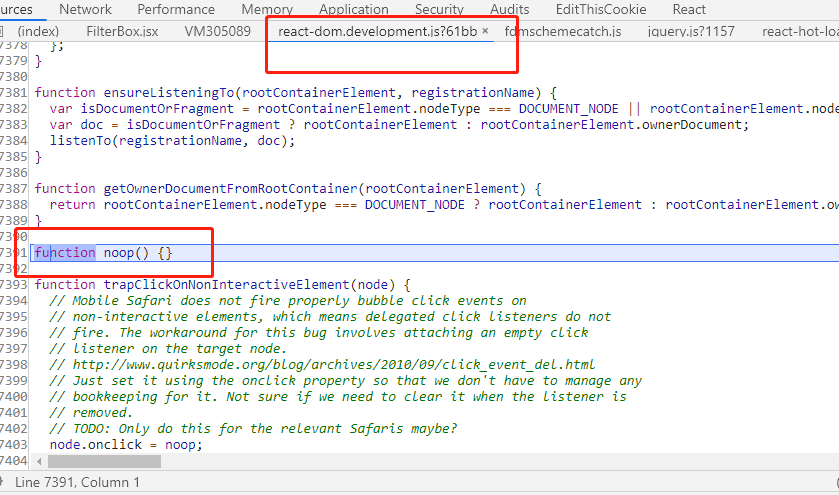 ources Network Performance Memory Application Security Audits EditThisCookie React
(index) FilterBox.jsx VM305089 react-dom.development.js?61bb × fdmschemecatch.js jquery.js?1157 react-hot-loa
7378 };
7379 }
7380
7381 function ensureListeningTo(rootContainerElement, registrationName) {
7382 var isDocumentOrFragment = rootContainerElement.nodeType === DOCUMENT_NODE || rootContainerElement.node
7383 var doc = isDocumentOrFragment ? rootContainerElement : rootContainerElement.ownerDocument;
7384 listenTo(registrationName, doc);
7385 }
7386
7387 function getOwnerDocumentFromRootContainer(rootContainerElement) {
7388 return rootContainerElement.nodeType === DOCUMENT_NODE ? rootContainerElement : rootContainerElement.ow
7389 }
7390
7391 function noop() {}
7392
7393 function trapClickOnNonInteractiveElement(node) {
7394 // Mobile Safari does not fire properly bubble click events on
7395 // non-interactive elements, which means delegated click listeners do not
7396 // fire. The workaround for this bug involves attaching an empty click
7397 // listener on the target node.
7398 // http://www.quirksmode.org/blog/archives/2010/09/click_event_del.html
7399 // Just set it using the onclick property so that we don't have to manage any
7400 // bookkeeping for it. Not sure if we need to clear it when the listener is
7401 // removed.
7402 // TODO: Only do this for the relevant Safaris maybe?
7403 node.onclick = noop;
7404
Line 7391, Column 1